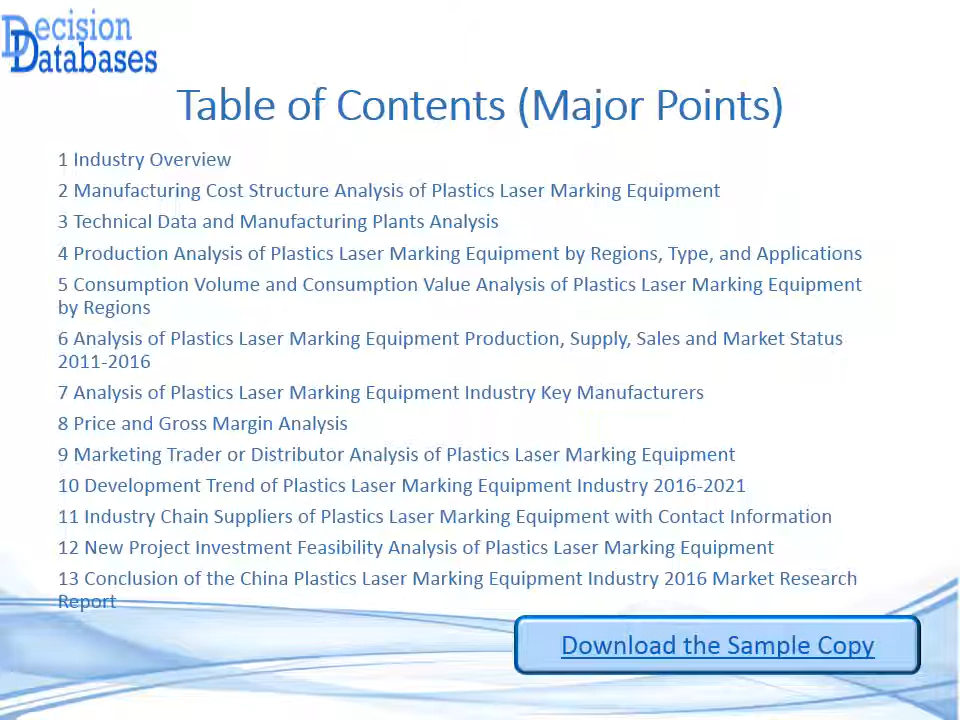 Decision
Databases
Table of Contents (Major Points)
1 Industry Overview
2 Manufacturing Cost Structure Analysis of Plastics Laser Marking Equipment
3 Technical Data and Manufacturing Plants Analysis
4 Production Analysis of Plastics Laser Marking Equipment by Regions, Type, and Applications
5 Consumption Volume and Consumption Value Analysis of Plastics Laser Marking Equipment
by Regions
6 Analysis of Plastics Laser Marking Equipment Production, Supply, Sales and Market Status
2011-2016
7 Analysis of Plastics Laser Marking Equipment Industry Key Manufacturers
8 Price and Gross Margin Analysis
9 Marketing Trader or Distributor Analysis of Plastics Laser Marking Equipment
10 Development Trend of Plastics Laser Marking Equipment Industry 2016-2021
11 Industry Chain Suppliers of Plastics Laser Marking Equipment with Contact Information
12 New Project Investment Feasibility Analysis of Plastics Laser Marking Equipment
13 Conclusion of the China Plastics Laser Marking Equipment Industry 2016 Market Research
Report
Download the Sample Copy